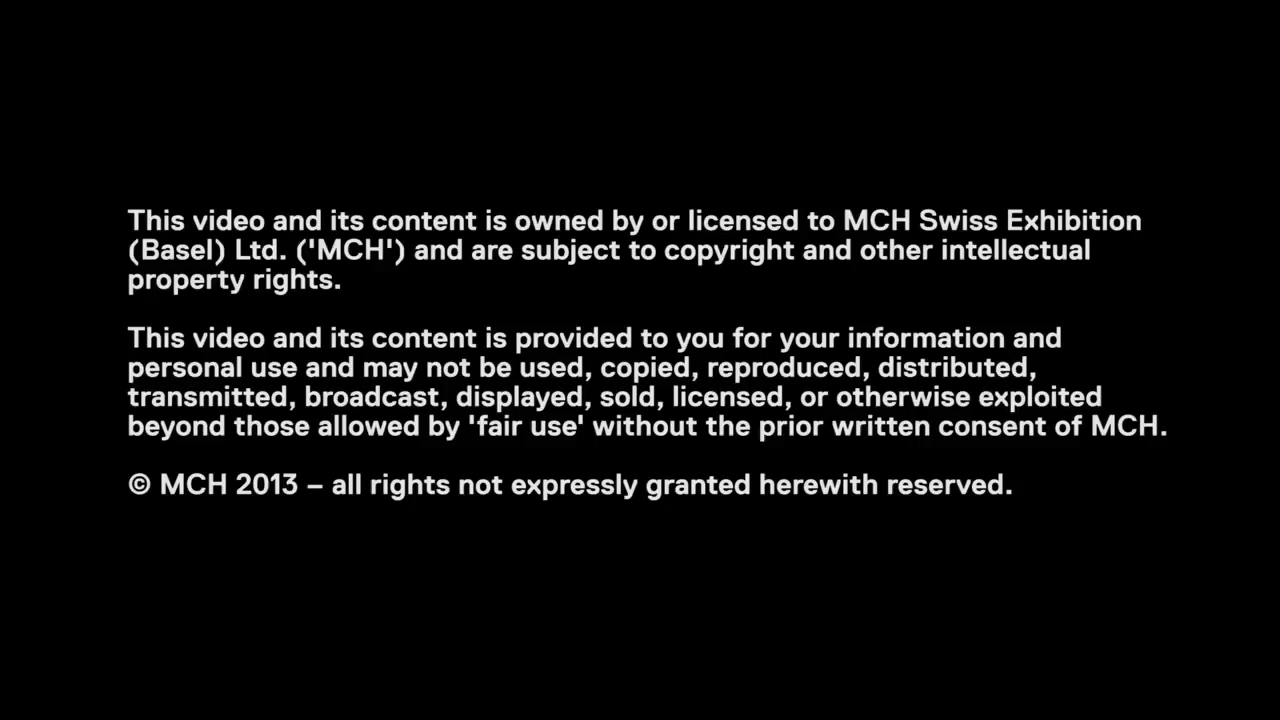 This video and its content is owned by or licensed to MCH Swiss Exhibition
(Basel) Ltd. ('MCH') and are subject to copyright and other intellectual
property rights.
This video and its content is provided to you for your information and
personal use and may not be used, copied, reproduced, distributed,
transmitted, broadcast, displayed, sold, licensed, or otherwise exploited
beyond those allowed by 'fair use' without the prior written consent of MCH.
© MCH 2013 – all rights not expressly granted herewith reserved.